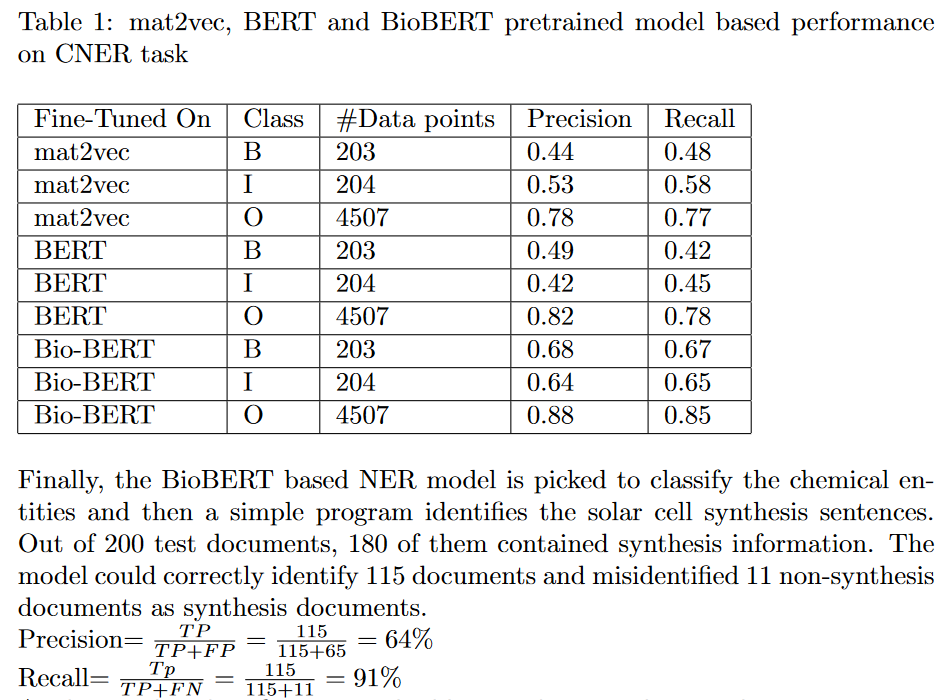 Table 1: mat2vec, BERT and BioBERT pretrained model based performance
on CNER task
Fine-Tuned On Class #Data points Precision Recall
mat2vec B 203 0.44 0.48
mat2vec I 204 0.53 0.58
mat2vec O 4507 0.78 0.77
BERT B 203 0.49 0.42
BERT I 204 0.42 0.45
BERT O 4507 0.82 0.78
Bio-BERT B 203 0.68 0.67
Bio-BERT I 204 0.64 0.65
Bio-BERT O 4507 0.88 0.85
Finally, the BioBERT based NER model is picked to classify the chemical en-
tities and then a simple program identifies the solar cell synthesis sentences.
Out of 200 test documents, 180 of them contained synthesis information. The
model could correctly identify 115 documents and misidentified 11 non-synthesis
documents as synthesis documents.
Precision= TP/TP+FP = 115/115+65 = 64%
Recall= Tp/TP+FN = 115/115+11 = 91%